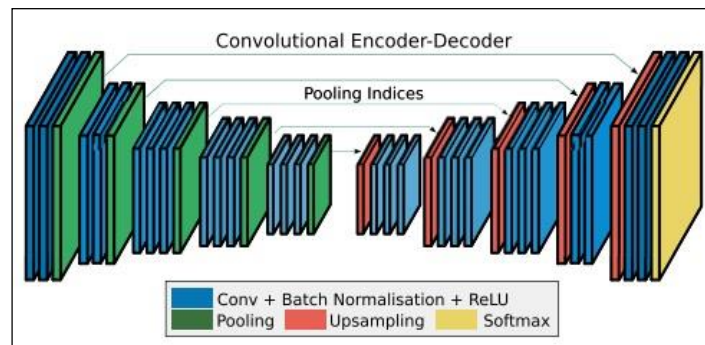 Convolutional Encoder-Decoder
Pooling Indices
Conv + Batch Normalisation + ReLU
Pooling Upsampling Softmax